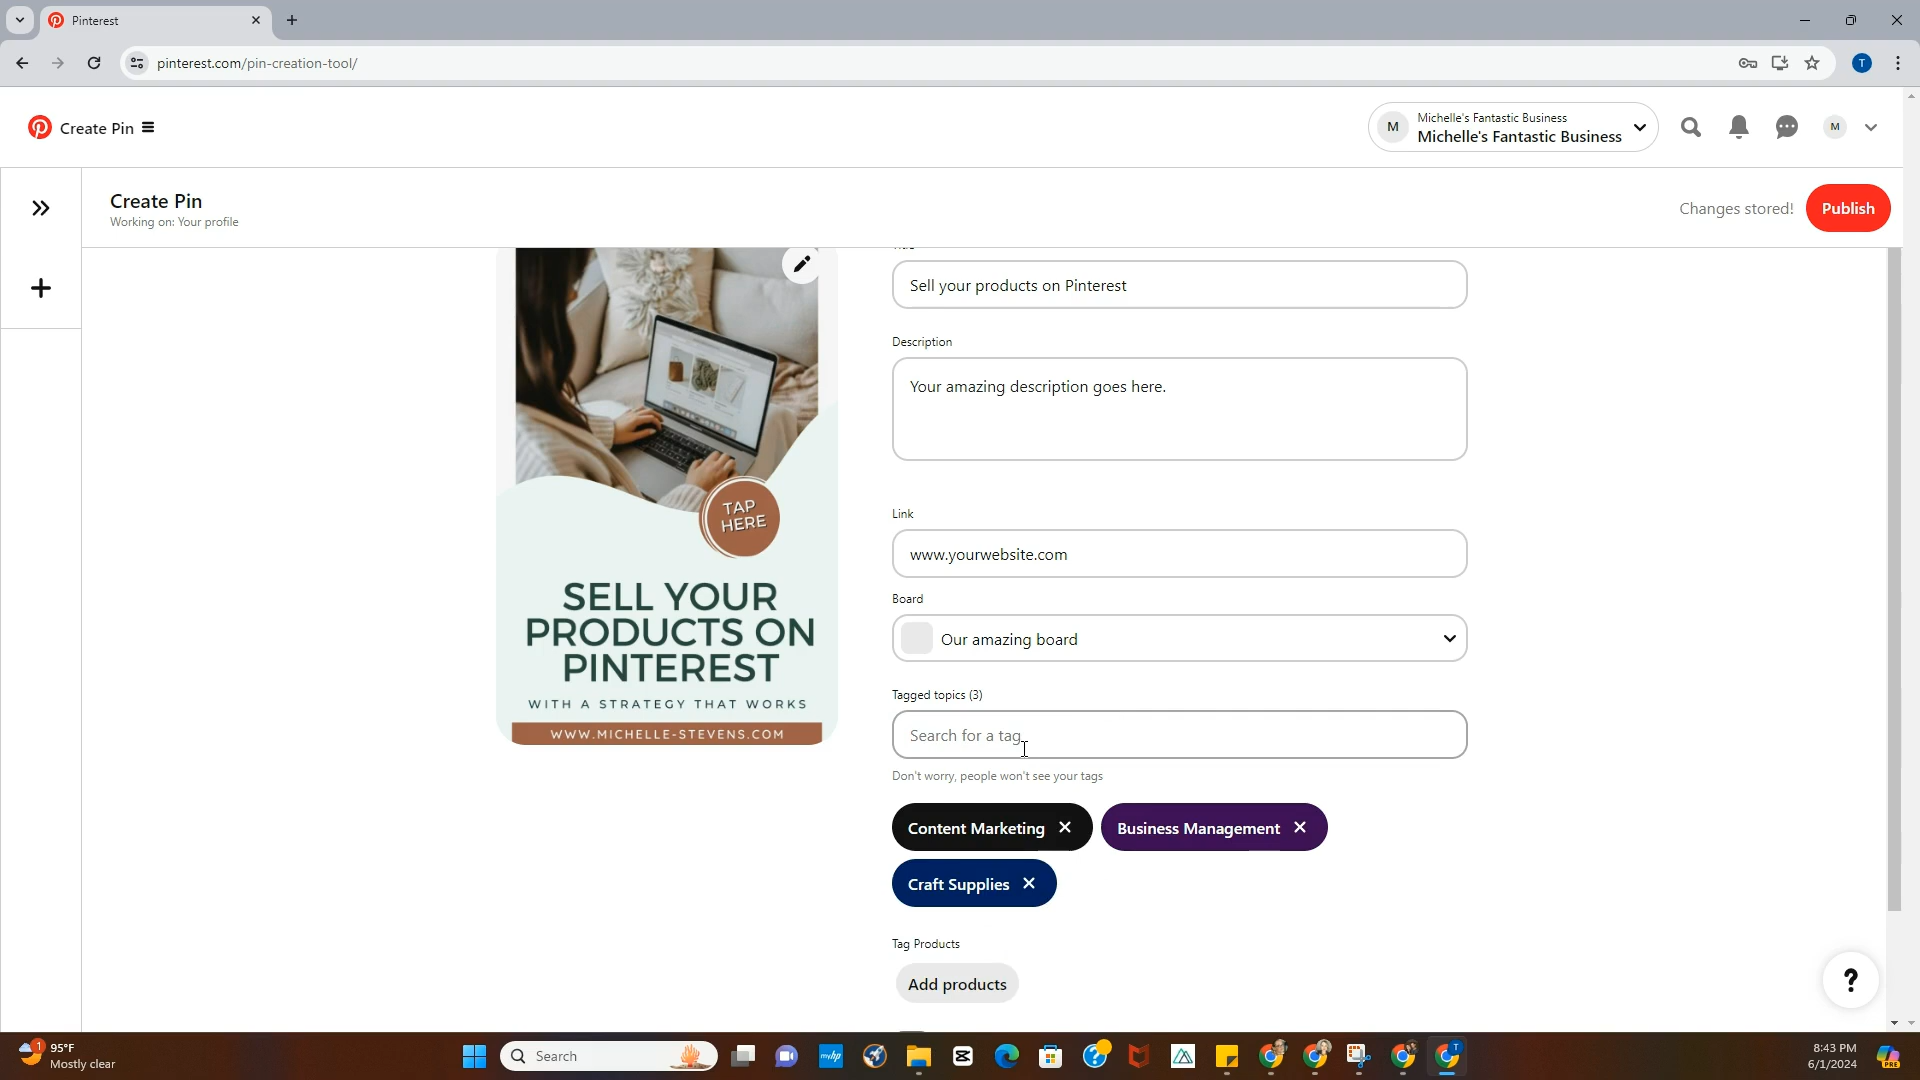 Pinterest
pinterest.com/pin-creation-tool/
T
Create Pin
M
Michelle's Fantastic Business
Michelle's Fantastic Business
M
Create Pin
Working on: Your profile
Changes stored!
Publish
Sell your products on Pinterest
Description
Your amazing description goes here.
TAP
HERE
SELL YOUR
PRODUCTS ON
PINTEREST
WITH A STRATEGY THAT WORKS
WWW.MICHELLE-STEVENS.COM
Link
www.yourwebsite.com
Board
Our amazing board
Tagged topics (3)
Search for a tag
Don't worry, people won't see your tags
Content Marketing
Business Management
Craft Supplies
Tag Products
Add products
?
1
95°F
Mostly clear
Search
myhp
T
8:43 PM
6/1/2024
PRE